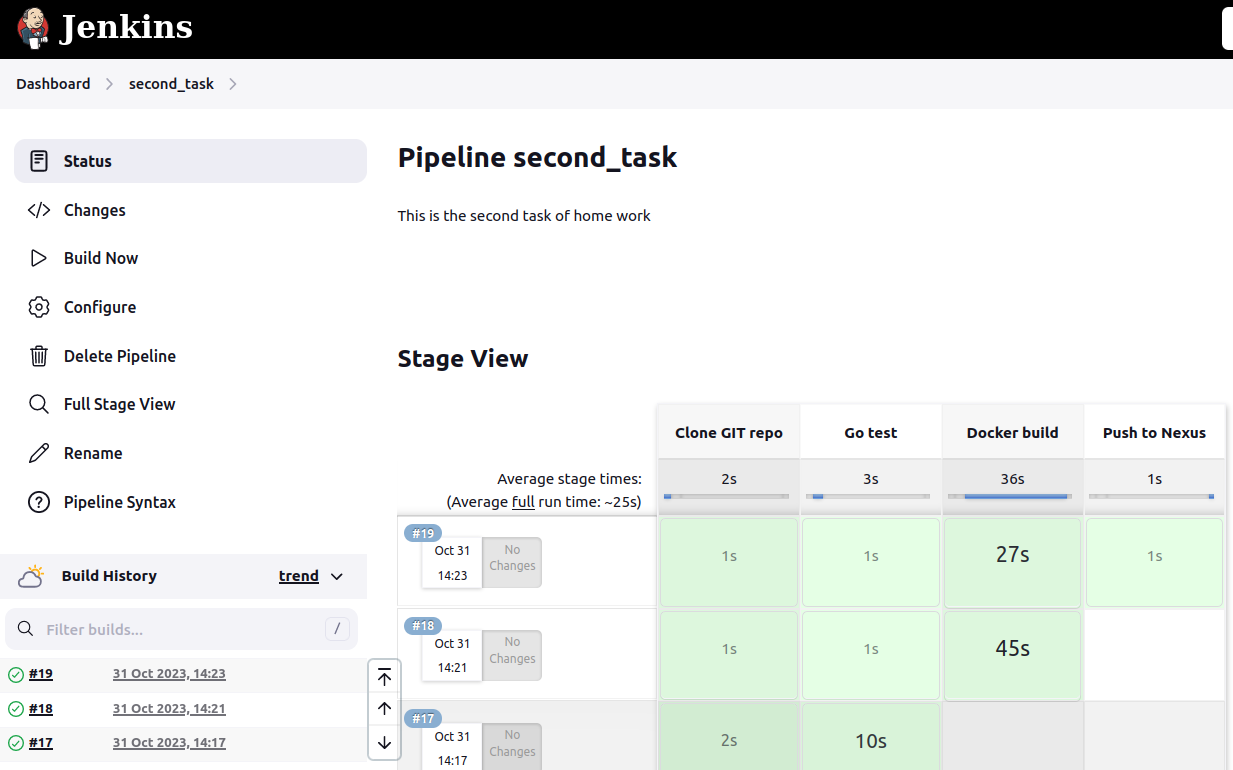 Jenkins
Dashboard
second_task
Status
Changes
Build Now
Configure
Delete Pipeline
Full Stage View
Rename
Pipeline Syntax
Build History
trend
Filter builds...
/
#19
31 Oct 2023, 14:23
#18
31 Oct 2023, 14:21
#17
31 Oct 2023, 14:17
Pipeline second_task
This is the second task of home work
Stage View
Clone GIT repo
Go test
Docker build
Push to Nexus
Average stage times:
(Average full run time: ~25s)
2s
3s
36s
1s
#19
Oct 31
14:23
No
Changes
1s
1s
27s
1s
#18
Oct 31
14:21
No
Changes
1s
1s
45s
#17
Oct 31
14:17
No
Changes
2s
10s